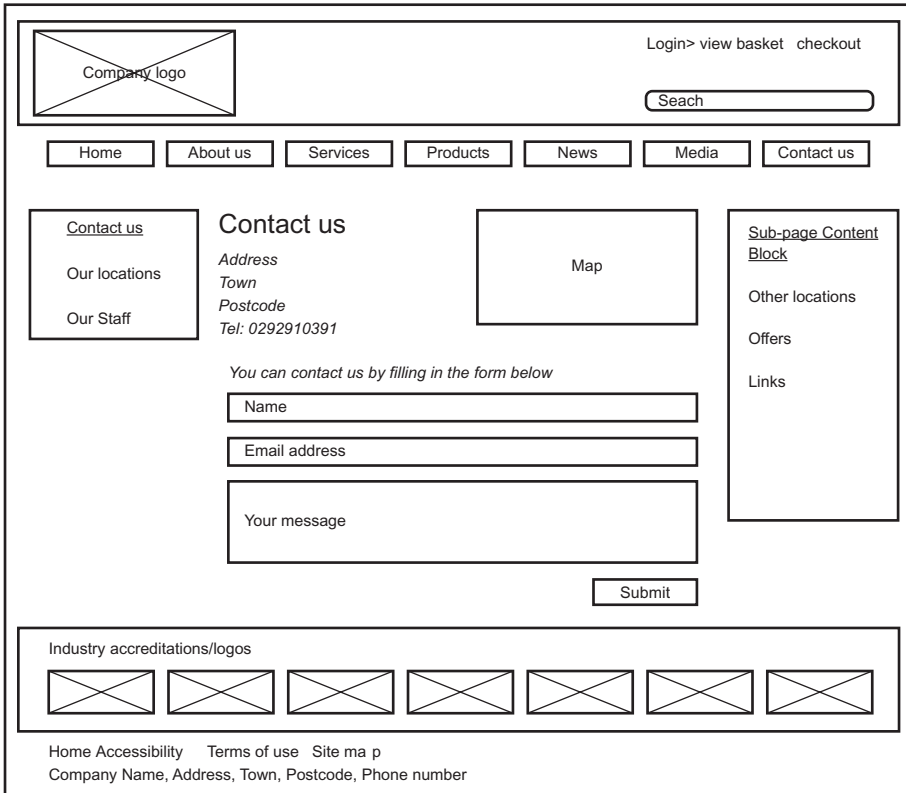 Company logo
Login> view basket checkout
Seach
Home
About us
Services
Products
News
Media
Contact us
Contact us
Our locations
Our Staff
Contact us
Address
Town
Postcode
Tel: 0292910391
Map
Sub-page Content
Block
Other locations
Offers
Links
You can contact us by filling in the form below
Name
Email address
Your message
Submit
Industry accreditations/logos
Home Accessibility Terms of use Site ma p
Company Name, Address, Town, Postcode, Phone number